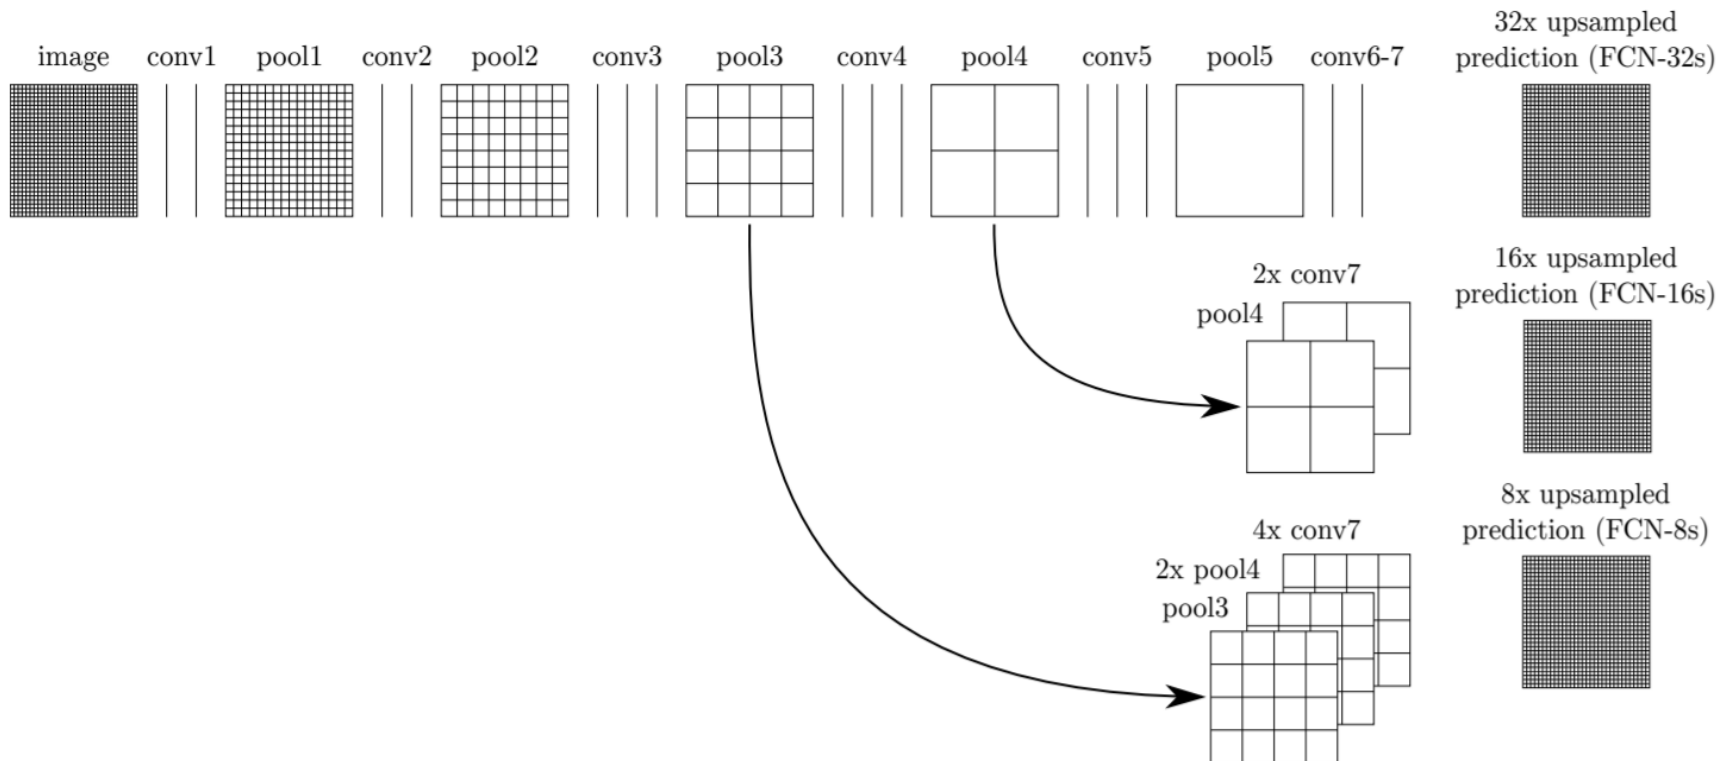 image conv1 pool1 conv2 pool2 conv3 pool3 conv4 pool4 conv5 pool5 conv6-7
32x upsampled
prediction (FCN-32s)
2x conv7
pool4
16x upsampled
prediction (FCN-16s)
4x conv7
2x pool4
pool3
8x upsampled
prediction (FCN-8s)